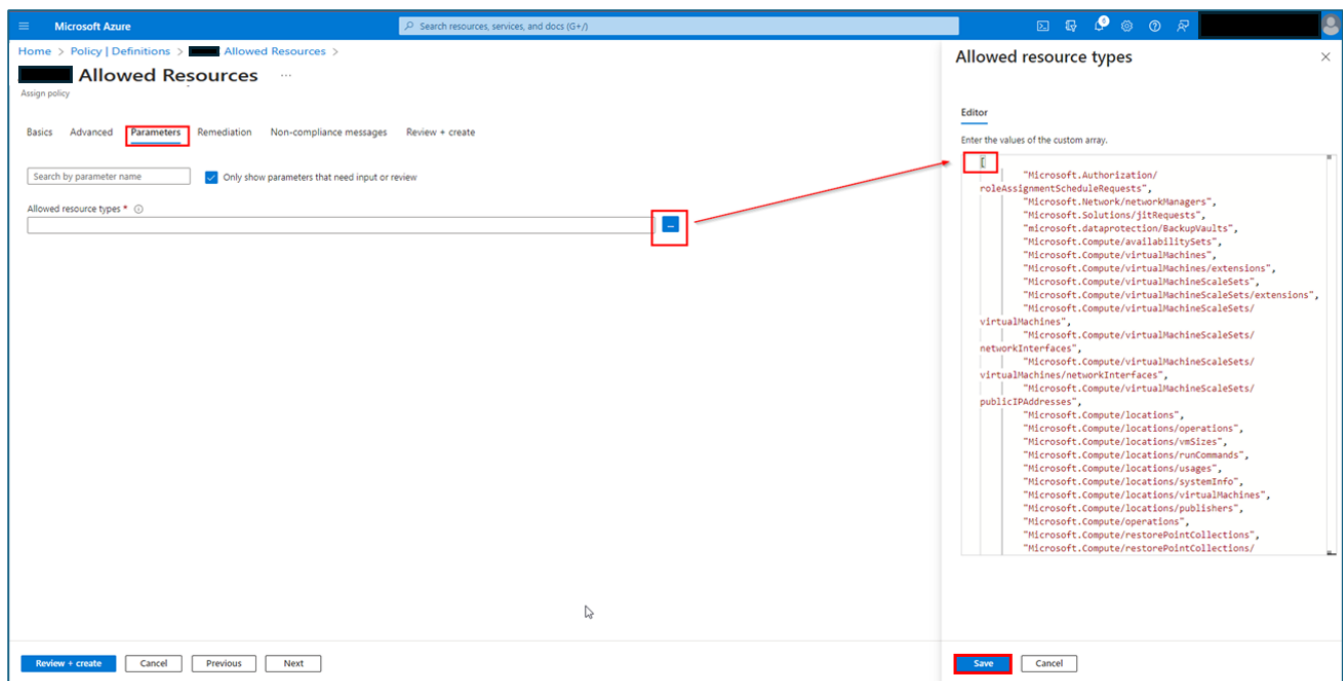 Microsoft Azure
Search resources, services, and docs (G+/)
Home > Policy | Definitions > Allowed Resources >
Allowed Resources ...
Assign policy
Basics Advanced Parameters Remediation Non-compliance messages Review + create
Search by parameter name
Only show parameters that need input or review
Allowed resource types *
...
Review + create Cancel Previous Next
Allowed resource types
Editor
Enter the values of the custom array.
[
"Microsoft.Authorization/
roleAssignmentScheduleRequests",
"Microsoft.Network/networkManagers",
"Microsoft.Solutions/jitRequests",
"microsoft.dataprotection/BackupVaults",
"Microsoft.Compute/availabilitySets",
"Microsoft.Compute/virtualMachines",
"Microsoft.Compute/virtualMachines/extensions",
"Microsoft.Compute/virtualMachineScaleSets",
"Microsoft.Compute/virtualMachineScaleSets/extensions",
"Microsoft.Compute/virtualMachineScaleSets/
virtualMachines",
"Microsoft.Compute/virtualMachineScaleSets/
networkInterfaces",
"Microsoft.Compute/virtualMachineScaleSets/
virtualMachines/networkInterfaces",
"Microsoft.Compute/virtualMachineScaleSets/
publicIPAddresses",
"Microsoft.Compute/locations",
"Microsoft.Compute/locations/operations",
"Microsoft.Compute/locations/vmSizes",
"Microsoft.Compute/locations/runCommands",
"Microsoft.Compute/locations/usages",
"Microsoft.Compute/locations/systemInfo",
"Microsoft.Compute/locations/virtualMachines",
"Microsoft.Compute/locations/publishers",
"Microsoft.Compute/operations",
"Microsoft.Compute/restorePointCollections",
"Microsoft.Compute/restorePointCollections/
Save Cancel